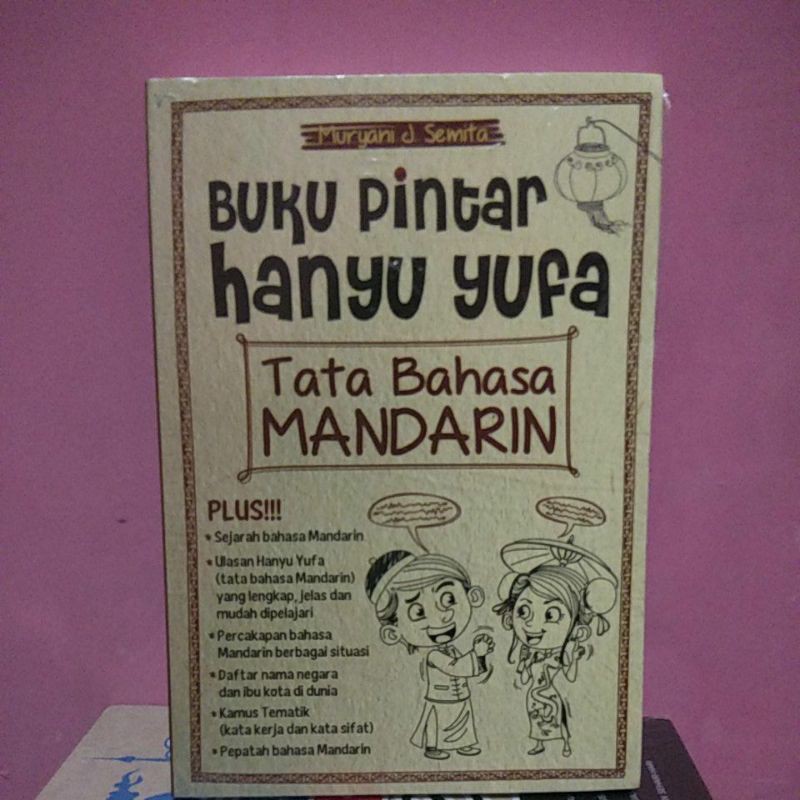 Muryani J Semita
Buku Pintar
hanyu yufa
Tata Bahasa
MANDARIN
PLUS!!!
• Sejarah bahasa Mandarin
• Ulasan Hanyu Yufa
(tata bahasa Mandarin)
yang lengkap, jelas dan
mudah dipelajari
• Percakapan bahasa
Mandarin berbagai situasi
• Daftar nama negara
dan ibu kota di dunia
• Kamus Tematik
(kata kerja dan kata sifat)
• Pepatah bahasa Mandarin